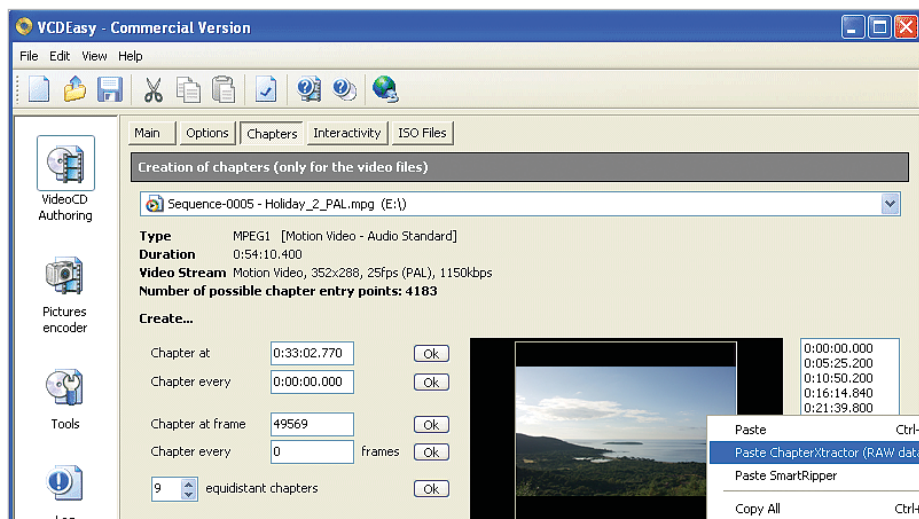 VCDEasy - Commercial Version
File Edit View Help
Main Options Chapters Interactivity ISO Files
Creation of chapters (only for the video files)
VideoCD
Authoring
Sequence-0005 - Holiday_2_PAL.mpg (E:\)
Type MPEG1 [Motion Video - Audio Standard]
Duration 0:54:10.400
Video Stream Motion Video, 352x288, 25fps (PAL), 1150kbps
Number of possible chapter entry points: 4183
Pictures
encoder
Create...
Chapter at 0:33:02.770 Ok
Chapter every 0:00:00.000 Ok
Chapter at frame 49569 Ok
Chapter every 0 frames Ok
9 equidistant chapters Ok
Tools
0:00:00.000
0:05:25.200
0:10:50.200
0:16:14.840
0:21:39.800
Paste Ctrl-
Paste ChapterXtractor (RAW data
Paste SmartRipper
Copy All Ctrl+